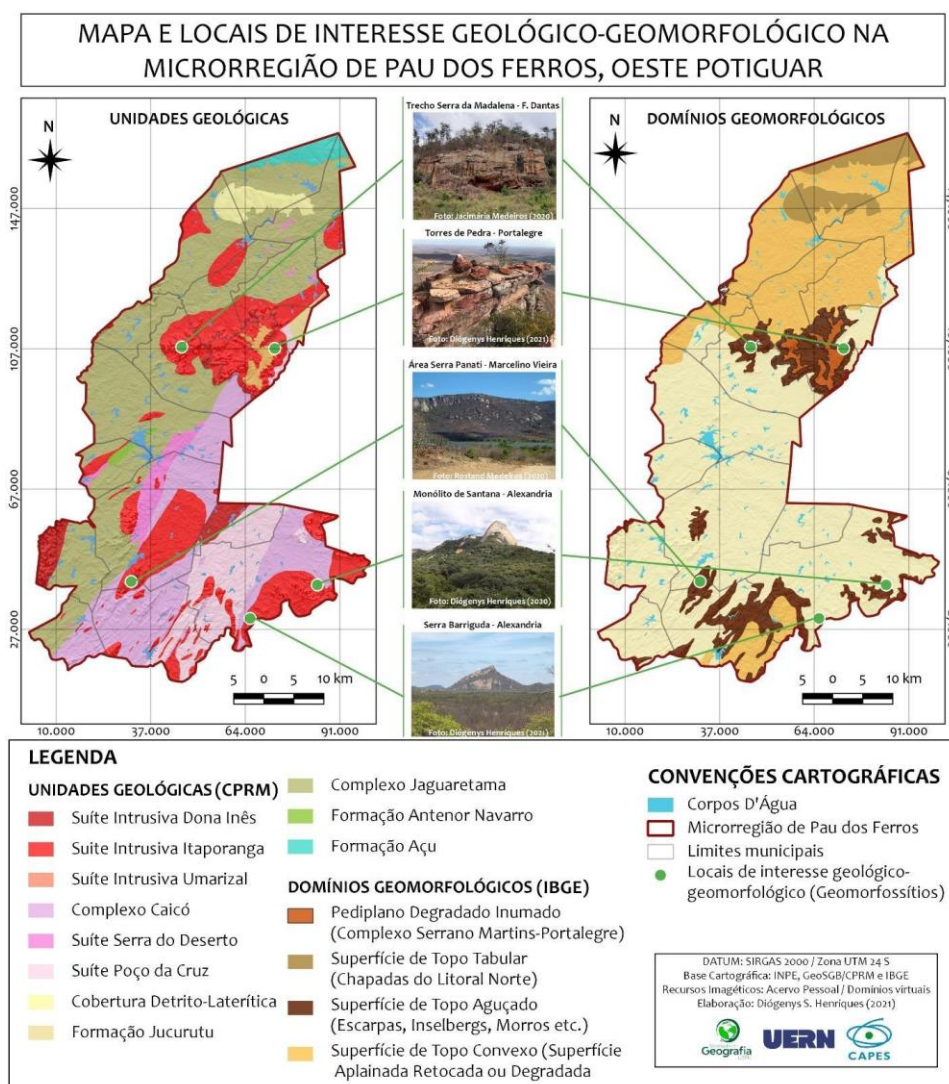 MAPA E LOCAIS DE INTERESSE GEOLÓGICO-GEOMORFOLÓGICO NA
MICRORREGIÃO DE PAU DOS FERROS, OESTE POTIGUAR
UNIDADES GEOLÓGICAS
N
147.000
107.000
67.000
27.000
10.000
37.000
64.000
91.000
5 0 5 10 km
Trecho Serra da Madalena - F. Dantas
Foto: Jacimária Medeiros (2020)
Torres de Pedra - Portalegre
Foto: Diógenys Henriques (2021)
Área Serra Panati - Marcelino Vieira
Foto: Rostand Medeiros (2020)
Monólito de Santana - Alexandria
Foto: Diógenys Henriques (2020)
Serra Barriguda - Alexandria
Foto: Diógenys Henriques (2021)
DOMÍNIOS GEOMORFOLÓGICOS
N
10.000
37.000
64.000
91.000
5 0 5 10 km
LEGENDA
UNIDADES GEOLÓGICAS (CPRM)
Suíte Intrusiva Dona Inês
Suite Intrusiva Itaporanga
Suíte Intrusiva Umarizal
Complexo Caicó
Suíte Serra do Deserto
Suíte Poço da Cruz
Cobertura Detrito-Laterítica
Formação Jucurutu
Complexo Jaguaretama
Formação Antenor Navarro
Formação Açu
DOMÍNIOS GEOMORFOLÓGICOS (IBGE)
Pediplano Degradado Inumado
(Complexo Serrano Martins-Portalegre)
Superfície de Topo Tabular
(Chapadas do Litoral Norte)
Superfície de Topo Aguçado
(Escarpas, Inselbergs, Morros etc.)
Superfície de Topo Convexo (Superfície
Aplainada Retocada ou Degradada
CONVENÇÕES CARTOGRÁFICAS
Corpos D'Água
Microrregião de Pau dos Ferros
Limites municipais
Locais de interesse geológico-
geomorfológico (Geomorfossítios)
DATUM: SIRGAS 2000 / Zona UTM 24 S
Base Cartográfica: INPE, GeoSGB/CPRM e IBGE
Recursos Imagéticos: Acervo Pessoal / Domínios virtuais
Elaboração: Diógenys S. Henriques (2021)
Geografia
UERN
CAPES